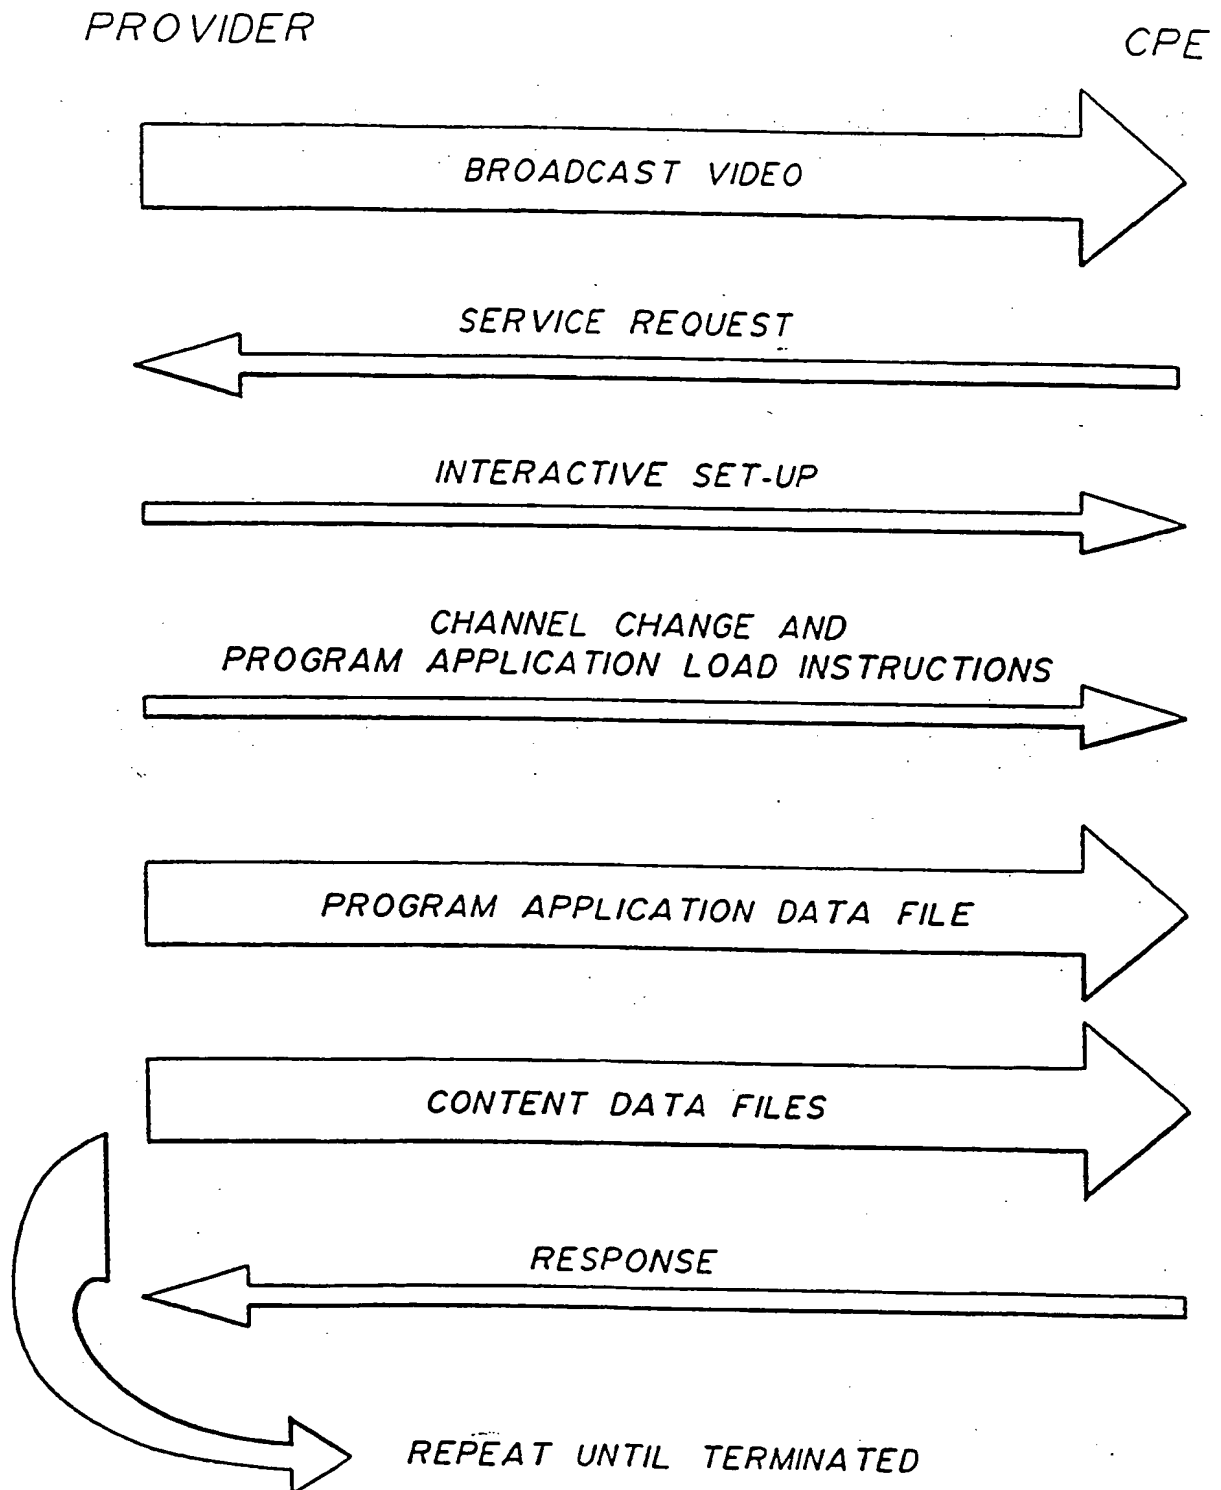 PROVIDER
CPE
BROADCAST VIDEO
SERVICE REQUEST
INTERACTIVE SET-UP
CHANNEL CHANGE AND
PROGRAM APPLICATION LOAD INSTRUCTIONS
PROGRAM APPLICATION DATA FILE
CONTENT DATA FILES
RESPONSE
REPEAT UNTIL TERMINATED